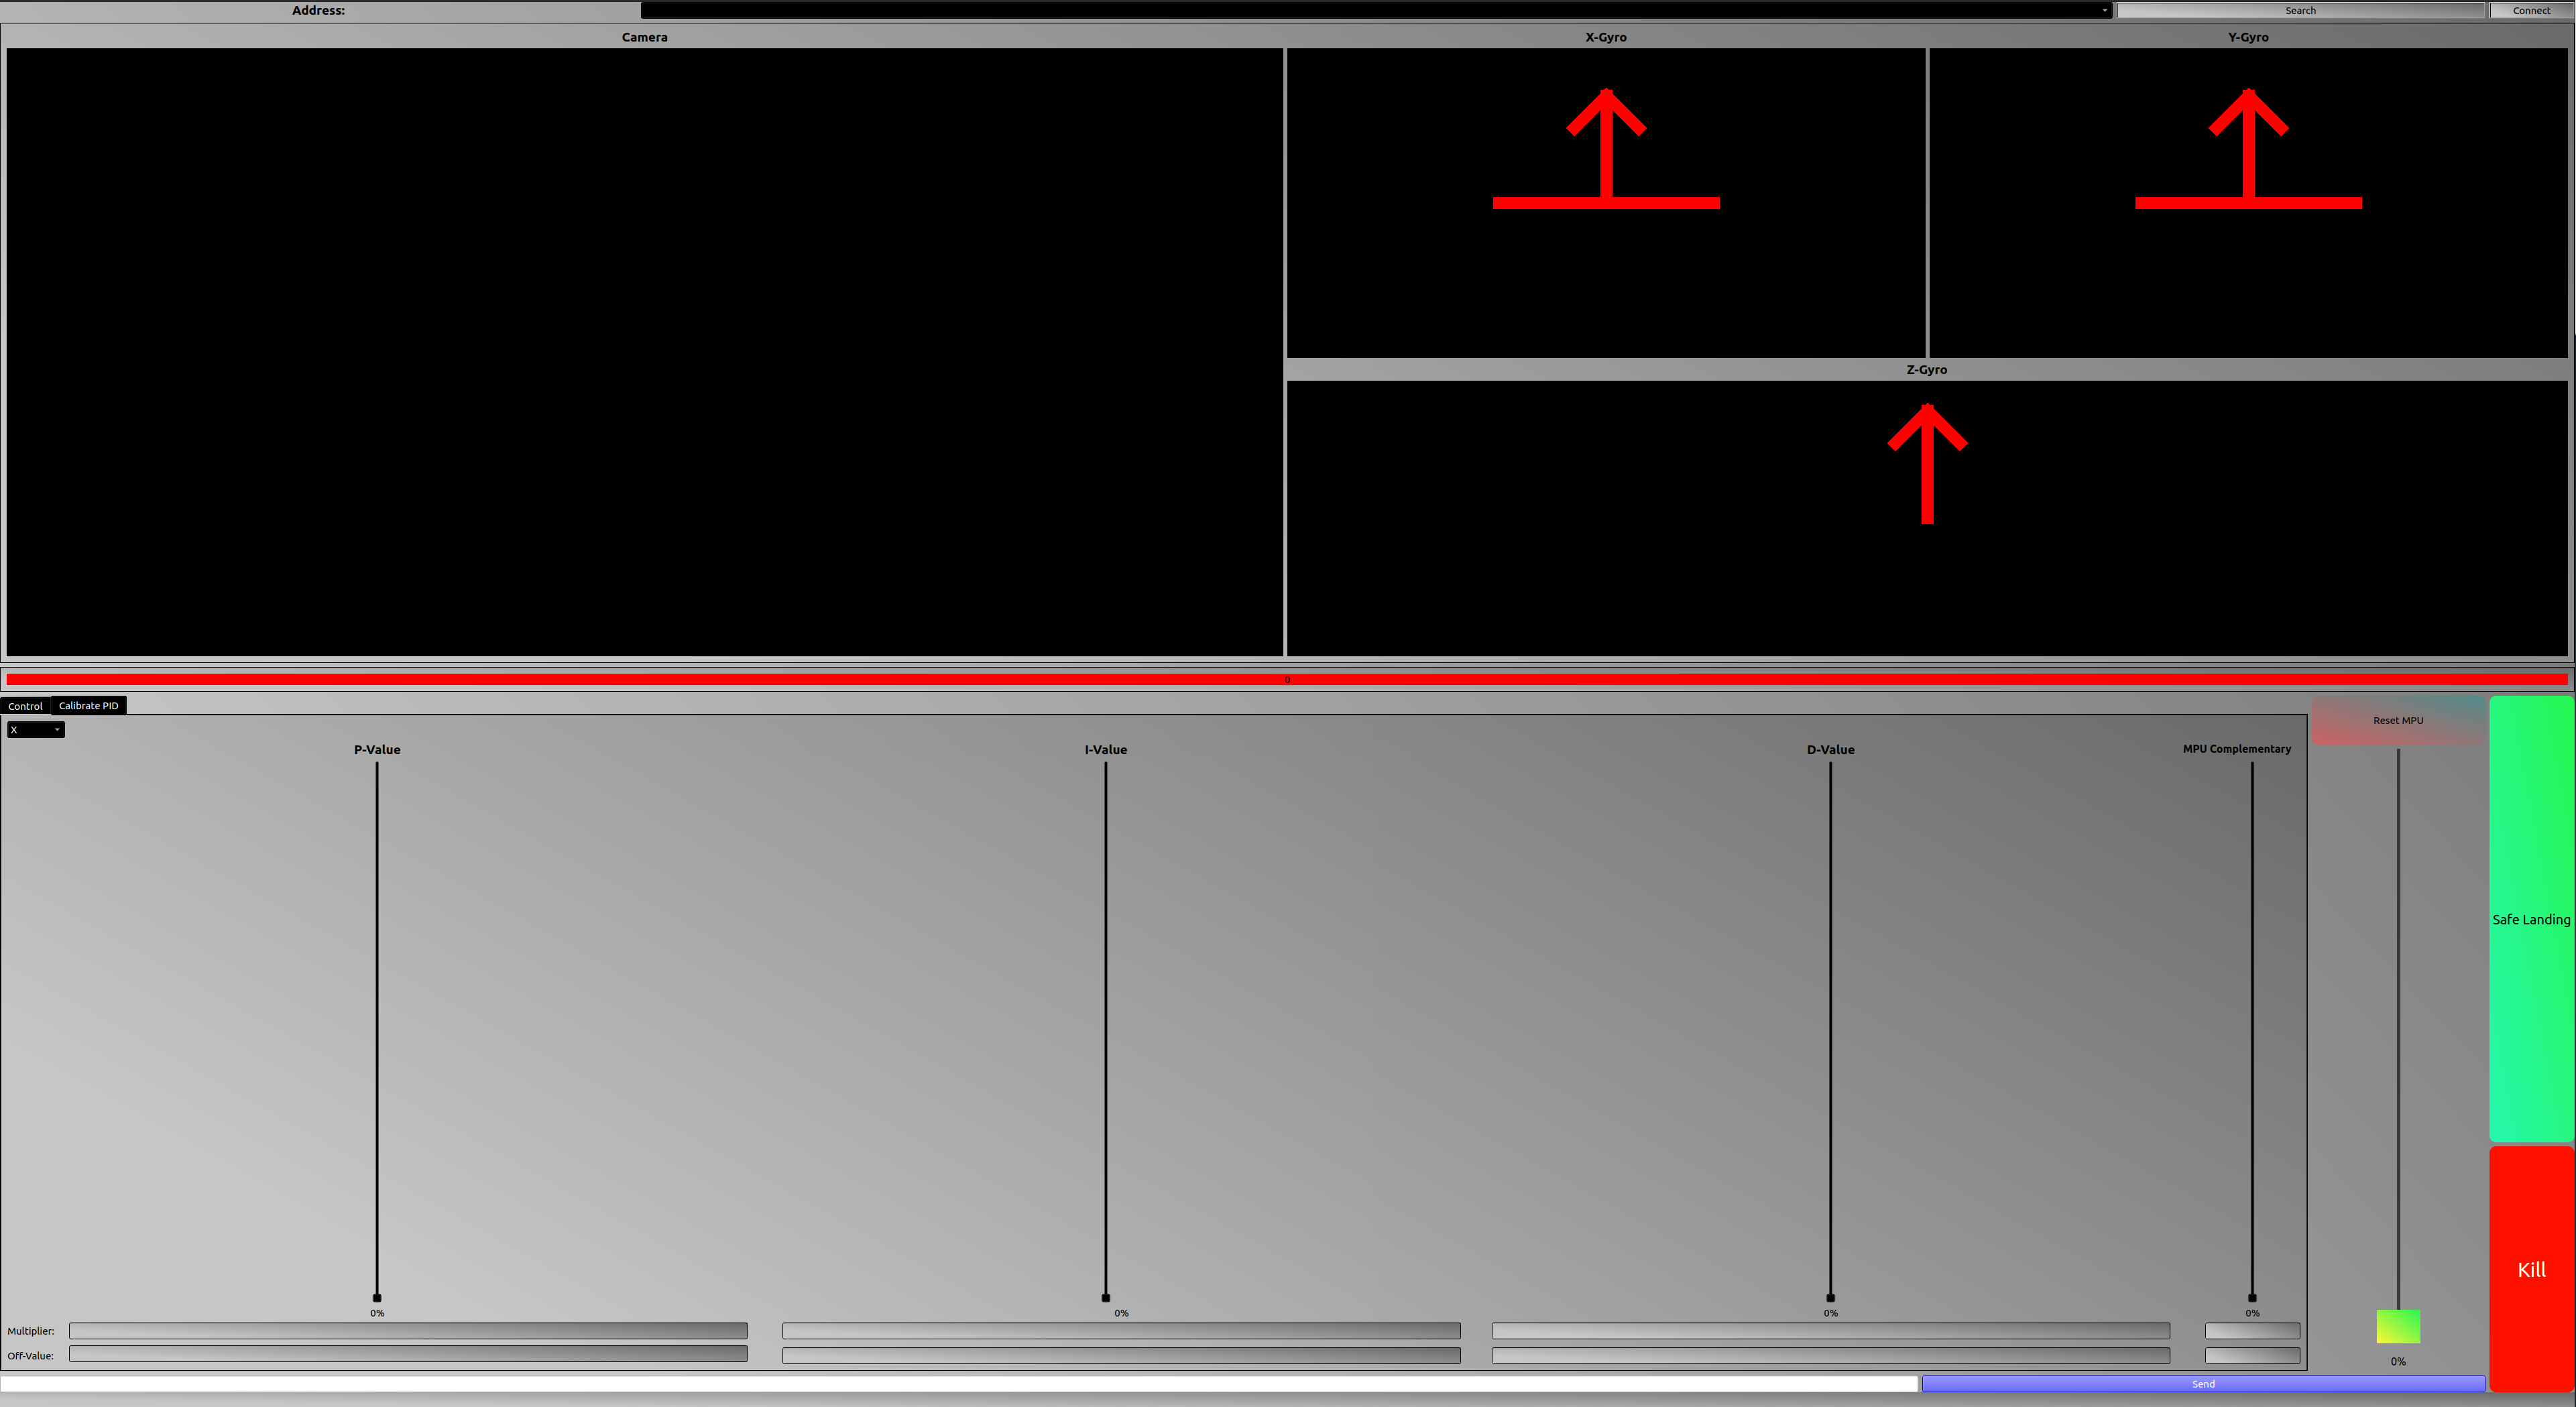 Address:
Search
Connect
Camera
X-Gyro
Y-Gyro
Z-Gyro
0
Control
Calibrate PID
Reset MPU
X
P-Value
I-Value
D-Value
MPU Complementary
Safe Landing
Kill
0%
0%
0%
0%
Multiplier:
Off-Value:
0%
Send